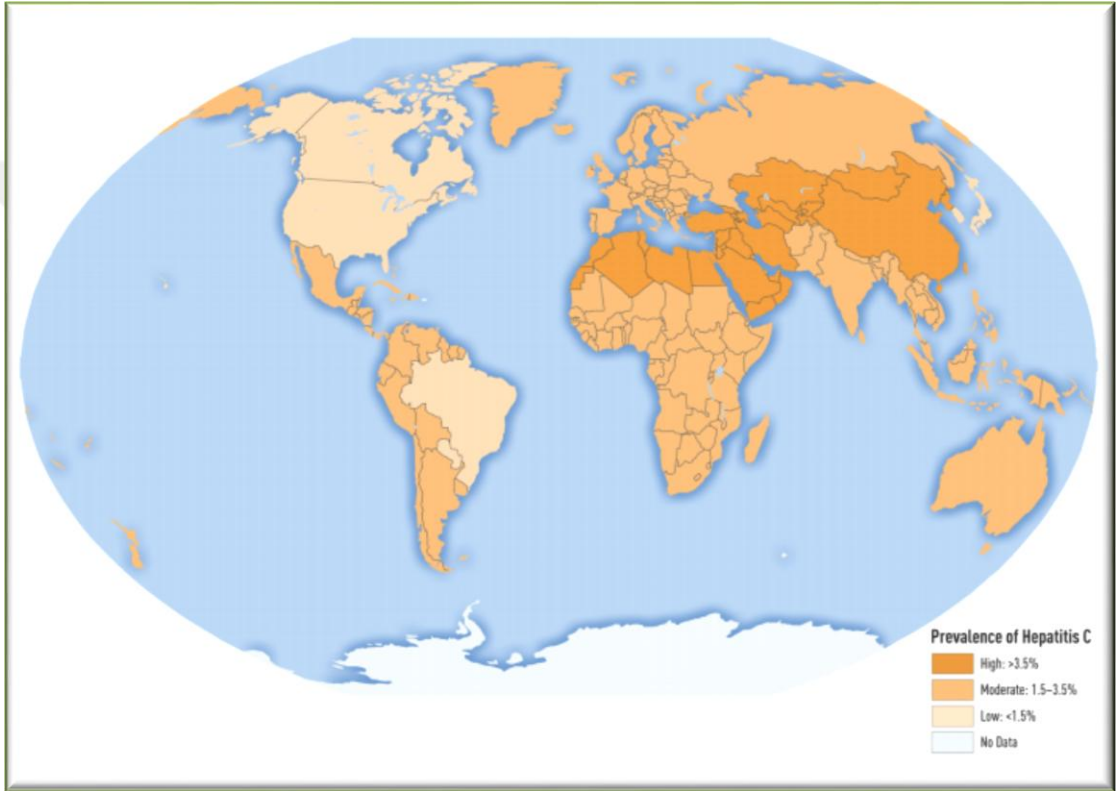 Prevalence of Hepatitis C
High: >3.5%
Moderate: 1.5–3.5%
Low: <1.5%
No Data